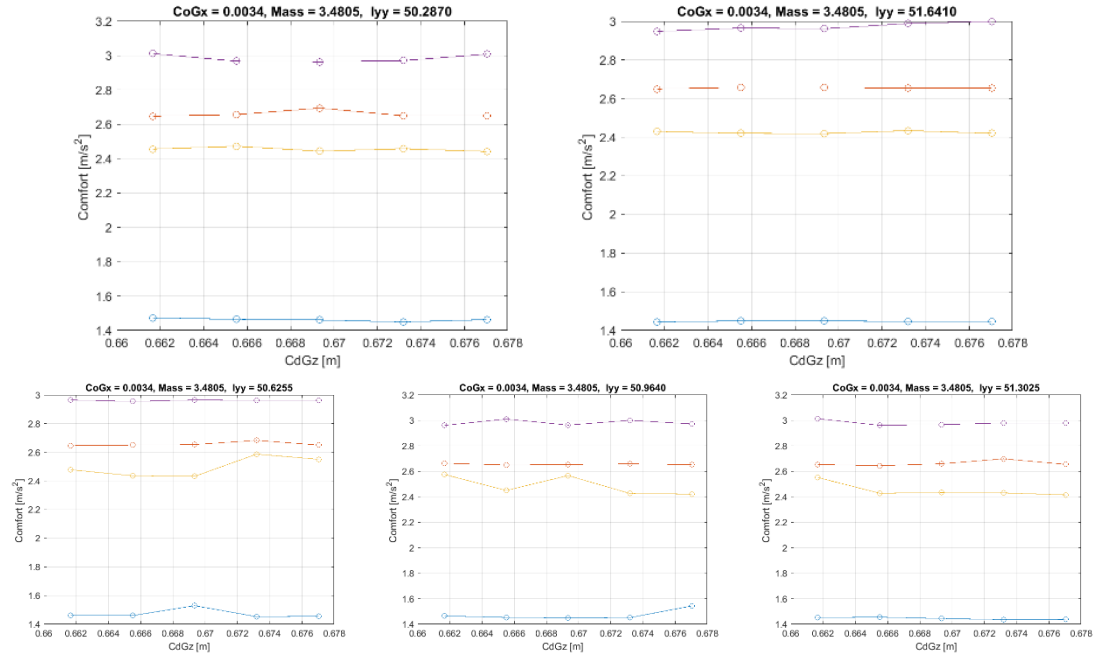 CoGx = 0.0034, Mass = 3.4805, Iyy = 50.2870
3.2
3
2.8
2.6
2.4
2.2
2
1.8
1.6
1.4
Comfort [m/s²]
0.66 0.662 0.664 0.666 0.668 0.67 0.672 0.674 0.676 0.678
CdGz [m]
CoGx = 0.0034, Mass = 3.4805, Iyy = 51.6410
3
2.8
2.6
2.4
2.2
2
1.8
1.6
1.4
Comfort [m/s²]
0.66 0.662 0.664 0.666 0.668 0.67 0.672 0.674 0.676 0.678
CdGz [m]
CoGx = 0.0034, Mass = 3.4805, Iyy = 50.6255
3
2.8
2.6
2.4
2.2
2
1.8
1.6
1.4
Comfort [m/s²]
0.66 0.662 0.664 0.666 0.668 0.67 0.672 0.674 0.676 0.678
CdGz [m]
CoGx = 0.0034, Mass = 3.4805, Iyy = 50.9640
3.2
3
2.8
2.6
2.4
2.2
2
1.8
1.6
1.4
Comfort [m/s²]
0.66 0.662 0.664 0.666 0.668 0.67 0.672 0.674 0.676 0.678
CdGz [m]
CoGx = 0.0034, Mass = 3.4805, Iyy = 51.3025
3.2
3
2.8
2.6
2.4
2.2
2
1.8
1.6
1.4
Comfort [m/s²]
0.66 0.662 0.664 0.666 0.668 0.67 0.672 0.674 0.676 0.678
CdGz [m]